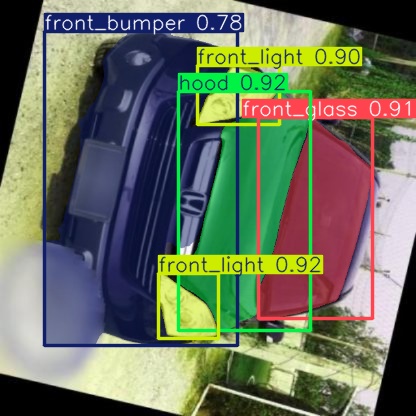 front_bumper 0.78
front_light 0.90
hood 0.92
front_glass 0.91
front_light 0.92